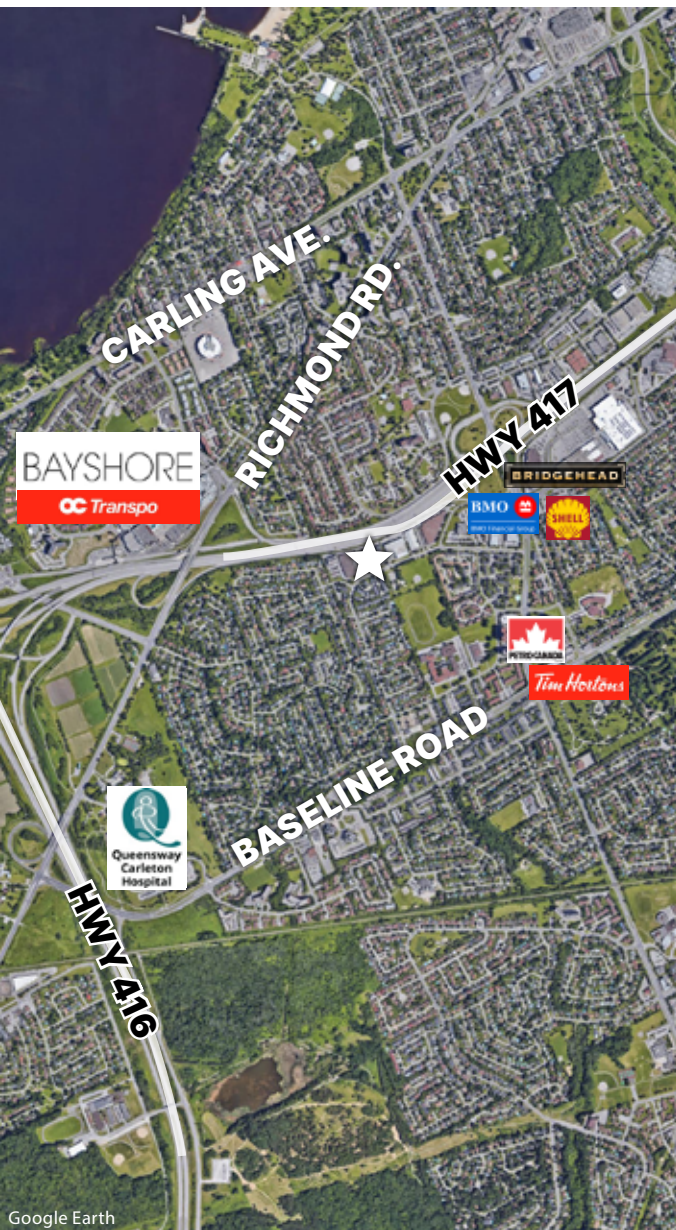 CARLING AVE.
RICHMOND RD.
HWY 417
BAYSHORE
OC Transpo
BRIDGEHEAD
BMO
BMO Financial Group
SHELL
PETRO-CANADA
Tim Hortons
BASELINE ROAD
Queensway
Carleton
Hospital
HWY 416
Google Earth